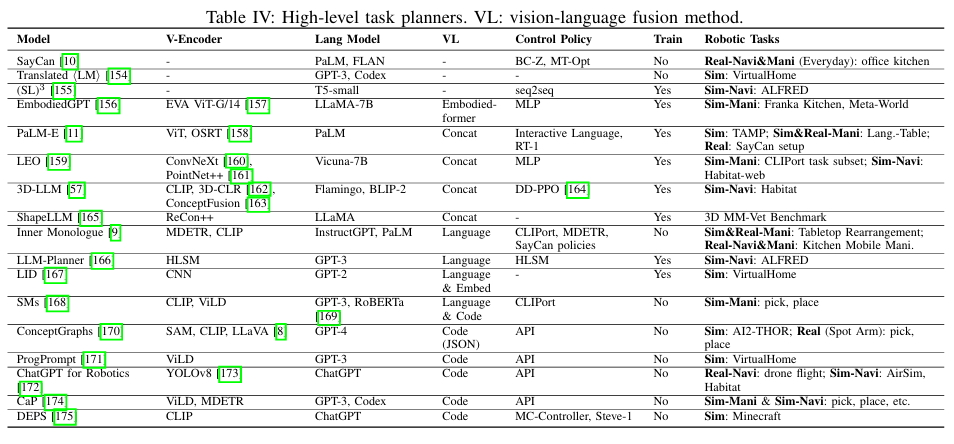 Table IV: High-level task planners. VL: vision-language fusion method.
Model V-Encoder Lang Model VL Control Policy Train Robotic Tasks
SayCan [10] - PaLM, FLAN - BC-Z, MT-Opt No Real-Navi&Mani (Everyday): office kitchen
Translated ⟨LM⟩ [154] - GPT-3, Codex - - No Sim: VirtualHome
(SL)³ [155] - T5-small - seq2seq Yes Sim-Navi: ALFRED
EmbodiedGPT [156] EVA ViT-G/14 [157] LLaMA-7B Embodied- MLP Yes Sim-Mani: Franka Kitchen, Meta-World
former
PaLM-E [11] ViT, OSRT [158] PaLM Concat Interactive Language, Yes Sim: TAMP; Sim&Real-Mani: Lang.-Table;
RT-1 Real: SayCan setup
LEO [159] ConvNeXt [160], Vicuna-7B Concat MLP Yes Sim-Mani: CLIPort task subset; Sim-Navi:
PointNet++ [161] Habitat-web
3D-LLM [57] CLIP, 3D-CLR [162], Flamingo, BLIP-2 Concat DD-PPO [164] Yes Sim-Navi: Habitat
ConceptFusion [163]
ShapeLLM [165] ReCon++ LLaMA Concat - Yes 3D MM-Vet Benchmark
Inner Monologue [9] MDETR, CLIP InstructGPT, PaLM Language CLIPort, MDETR, No Sim&Real-Mani: Tabletop Rearrangement;
SayCan policies Real-Navi&Mani: Kitchen Mobile Mani.
LLM-Planner [166] HLSM GPT-3 Language HLSM Yes Sim-Navi: ALFRED
LID [167] CNN GPT-2 Language - Yes Sim: VirtualHome
& Embed
SMs [168] CLIP, ViLD GPT-3, RoBERTa Language CLIPort No Sim-Mani: pick, place
[169] & Code
ConceptGraphs [170] SAM, CLIP, LLaVA [8] GPT-4 Code API No Sim: AI2-THOR; Real (Spot Arm): pick,
(JSON) place
ProgPrompt [171] ViLD GPT-3 Code API No Sim: VirtualHome
ChatGPT for Robotics YOLOv8 [173] ChatGPT Code API No Real-Navi: drone flight; Sim-Navi: AirSim,
[172] Habitat
CaP [174] ViLD, MDETR GPT-3, Codex Code API No Sim-Mani & Sim-Navi: pick, place, etc.
DEPS [175] CLIP ChatGPT Code MC-Controller, Steve-1 No Sim: Minecraft